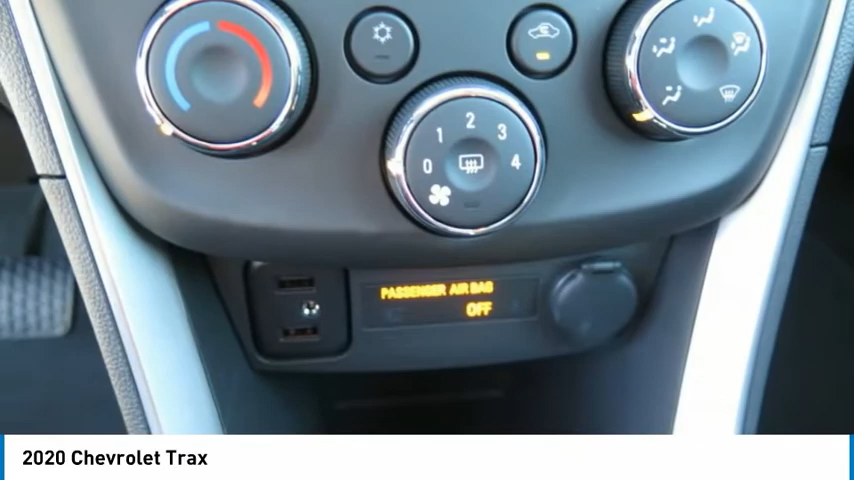 2
1 3
0 4
PASSENGER AIR BAG
OFF
2020 Chevrolet Trax